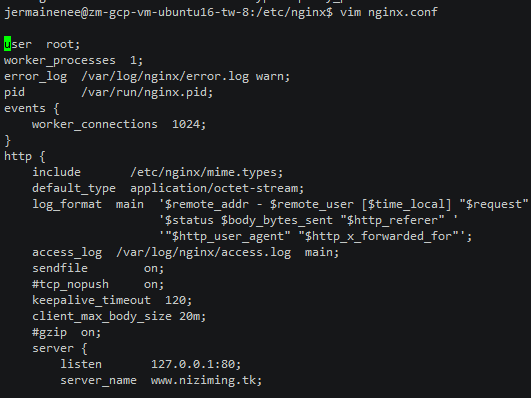 jermainenee@zm-gcp-vm-ubuntu16-tw-8:/etc/nginx$ vim nginx.conf
user  root;
worker_processes  1;
error_log  /var/log/nginx/error.log warn;
pid        /var/run/nginx.pid;
events {
    worker_connections  1024;
}
http {
    include       /etc/nginx/mime.types;
    default_type  application/octet-stream;
    log_format  main  '$remote_addr - $remote_user [$time_local] "$request"
                      '$status $body_bytes_sent "$http_referer" '
                      '"$http_user_agent" "$http_x_forwarded_for"';
    access_log  /var/log/nginx/access.log  main;
    sendfile        on;
    #tcp_nopush     on;
    keepalive_timeout  120;
    client_max_body_size 20m;
    #gzip  on;
    server {
        listen       127.0.0.1:80;
        server_name  www.niziming.tk;